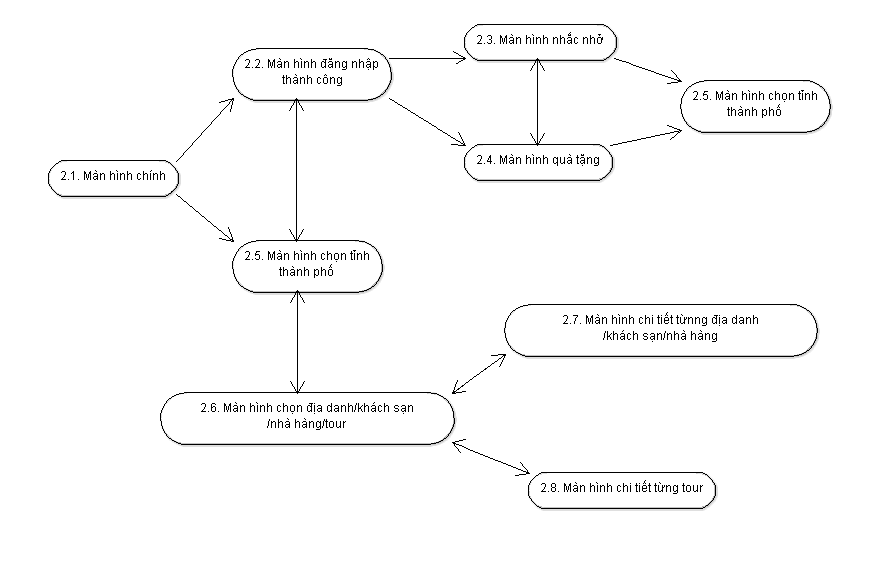 2.3. Màn hình nhắc nhở
2.2. Màn hình đăng nhập
thành công
2.5. Màn hình chọn tỉnh
thành phố
2.4. Màn hình quà tặng
2.1. Màn hình chính
2.5. Màn hình chọn tỉnh
thành phố
2.7. Màn hình chi tiết từnng địa danh
/khách sạn/nhà hàng
2.6. Màn hình chọn địa danh/khách sạn
/nhà hàng/tour
2.8. Màn hình chi tiết từng tour